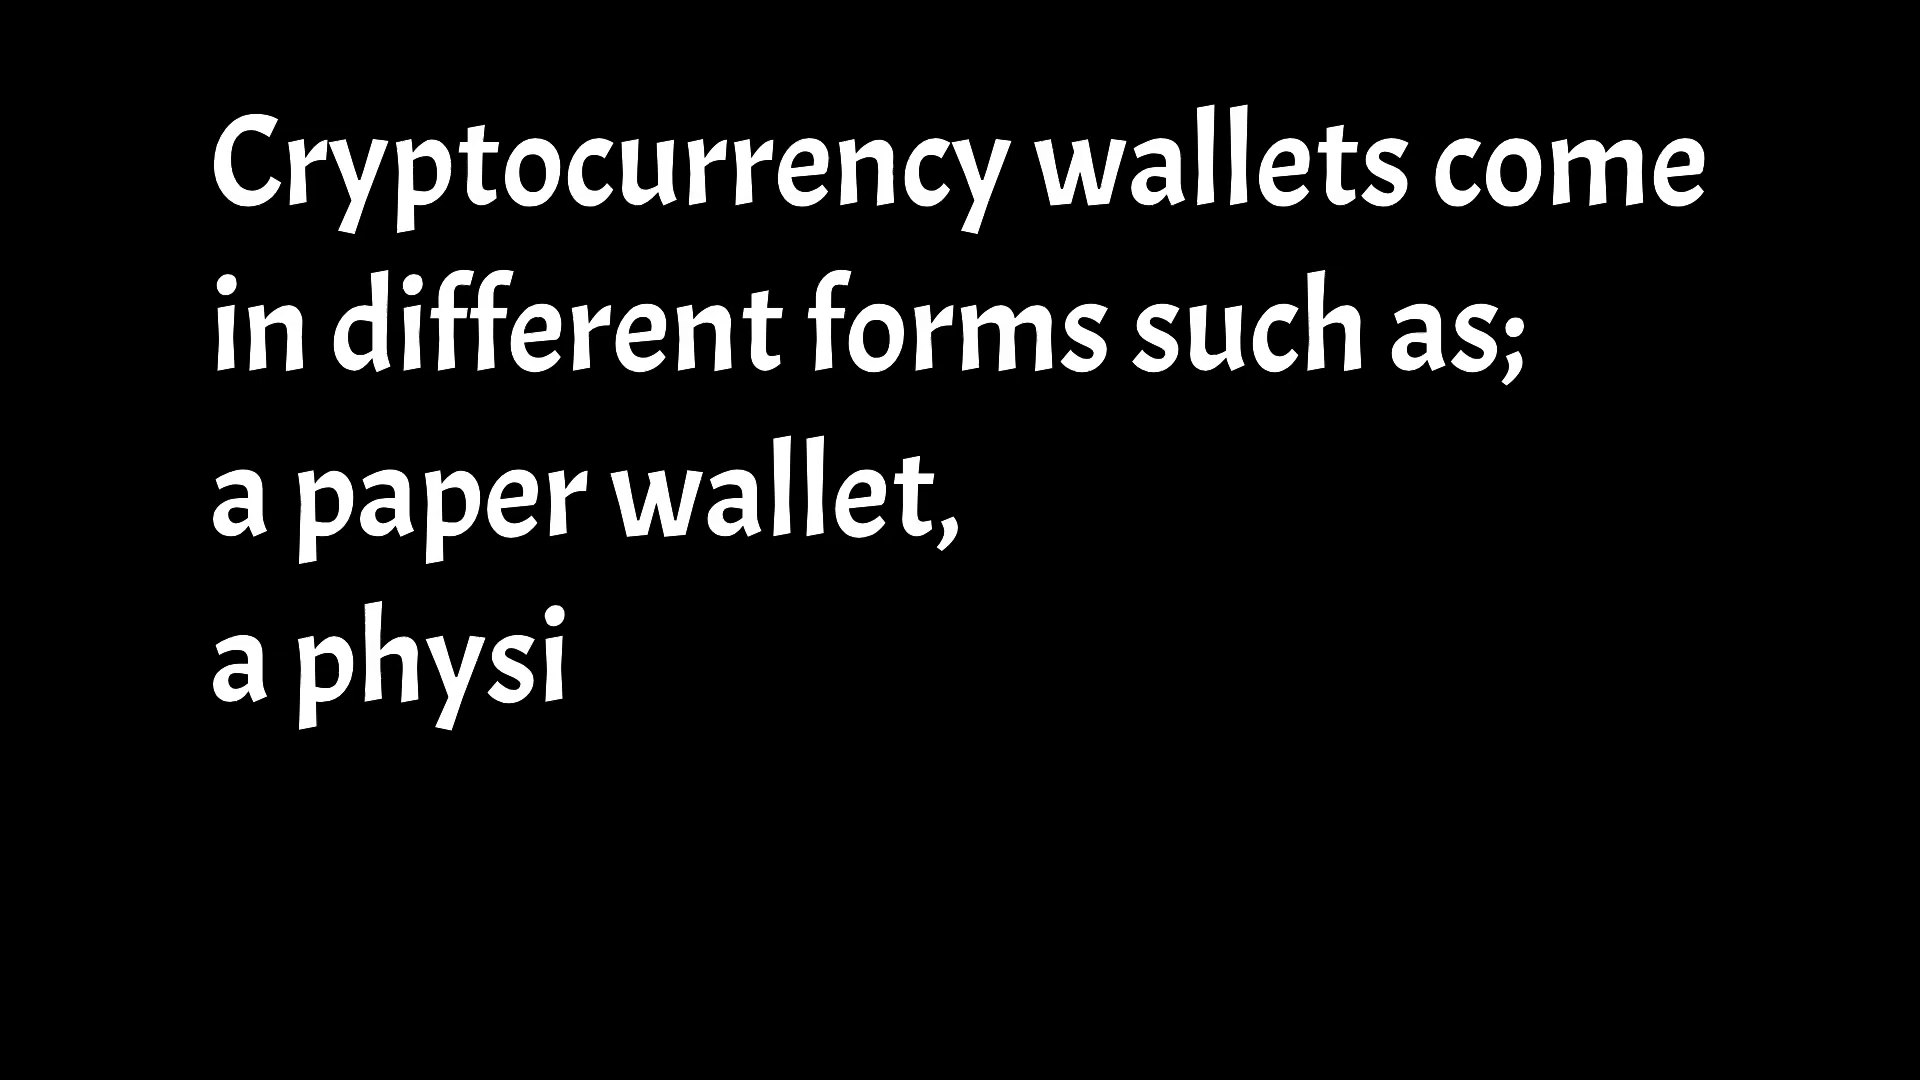 Cryptocurrency wallets come
in different forms such as;
a paper wallet,
a physi